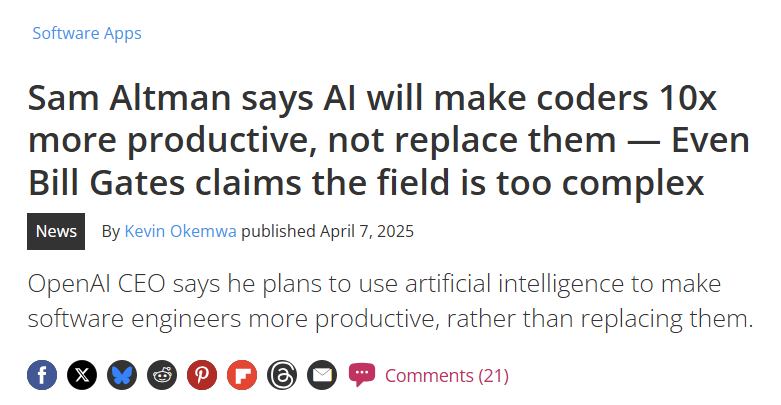 Software Apps
Sam Altman says AI will make coders 10x
more productive, not replace them — Even
Bill Gates claims the field is too complex
News By Kevin Okemwa published April 7, 2025
OpenAI CEO says he plans to use artificial intelligence to make
software engineers more productive, rather than replacing them.
Comments (21)